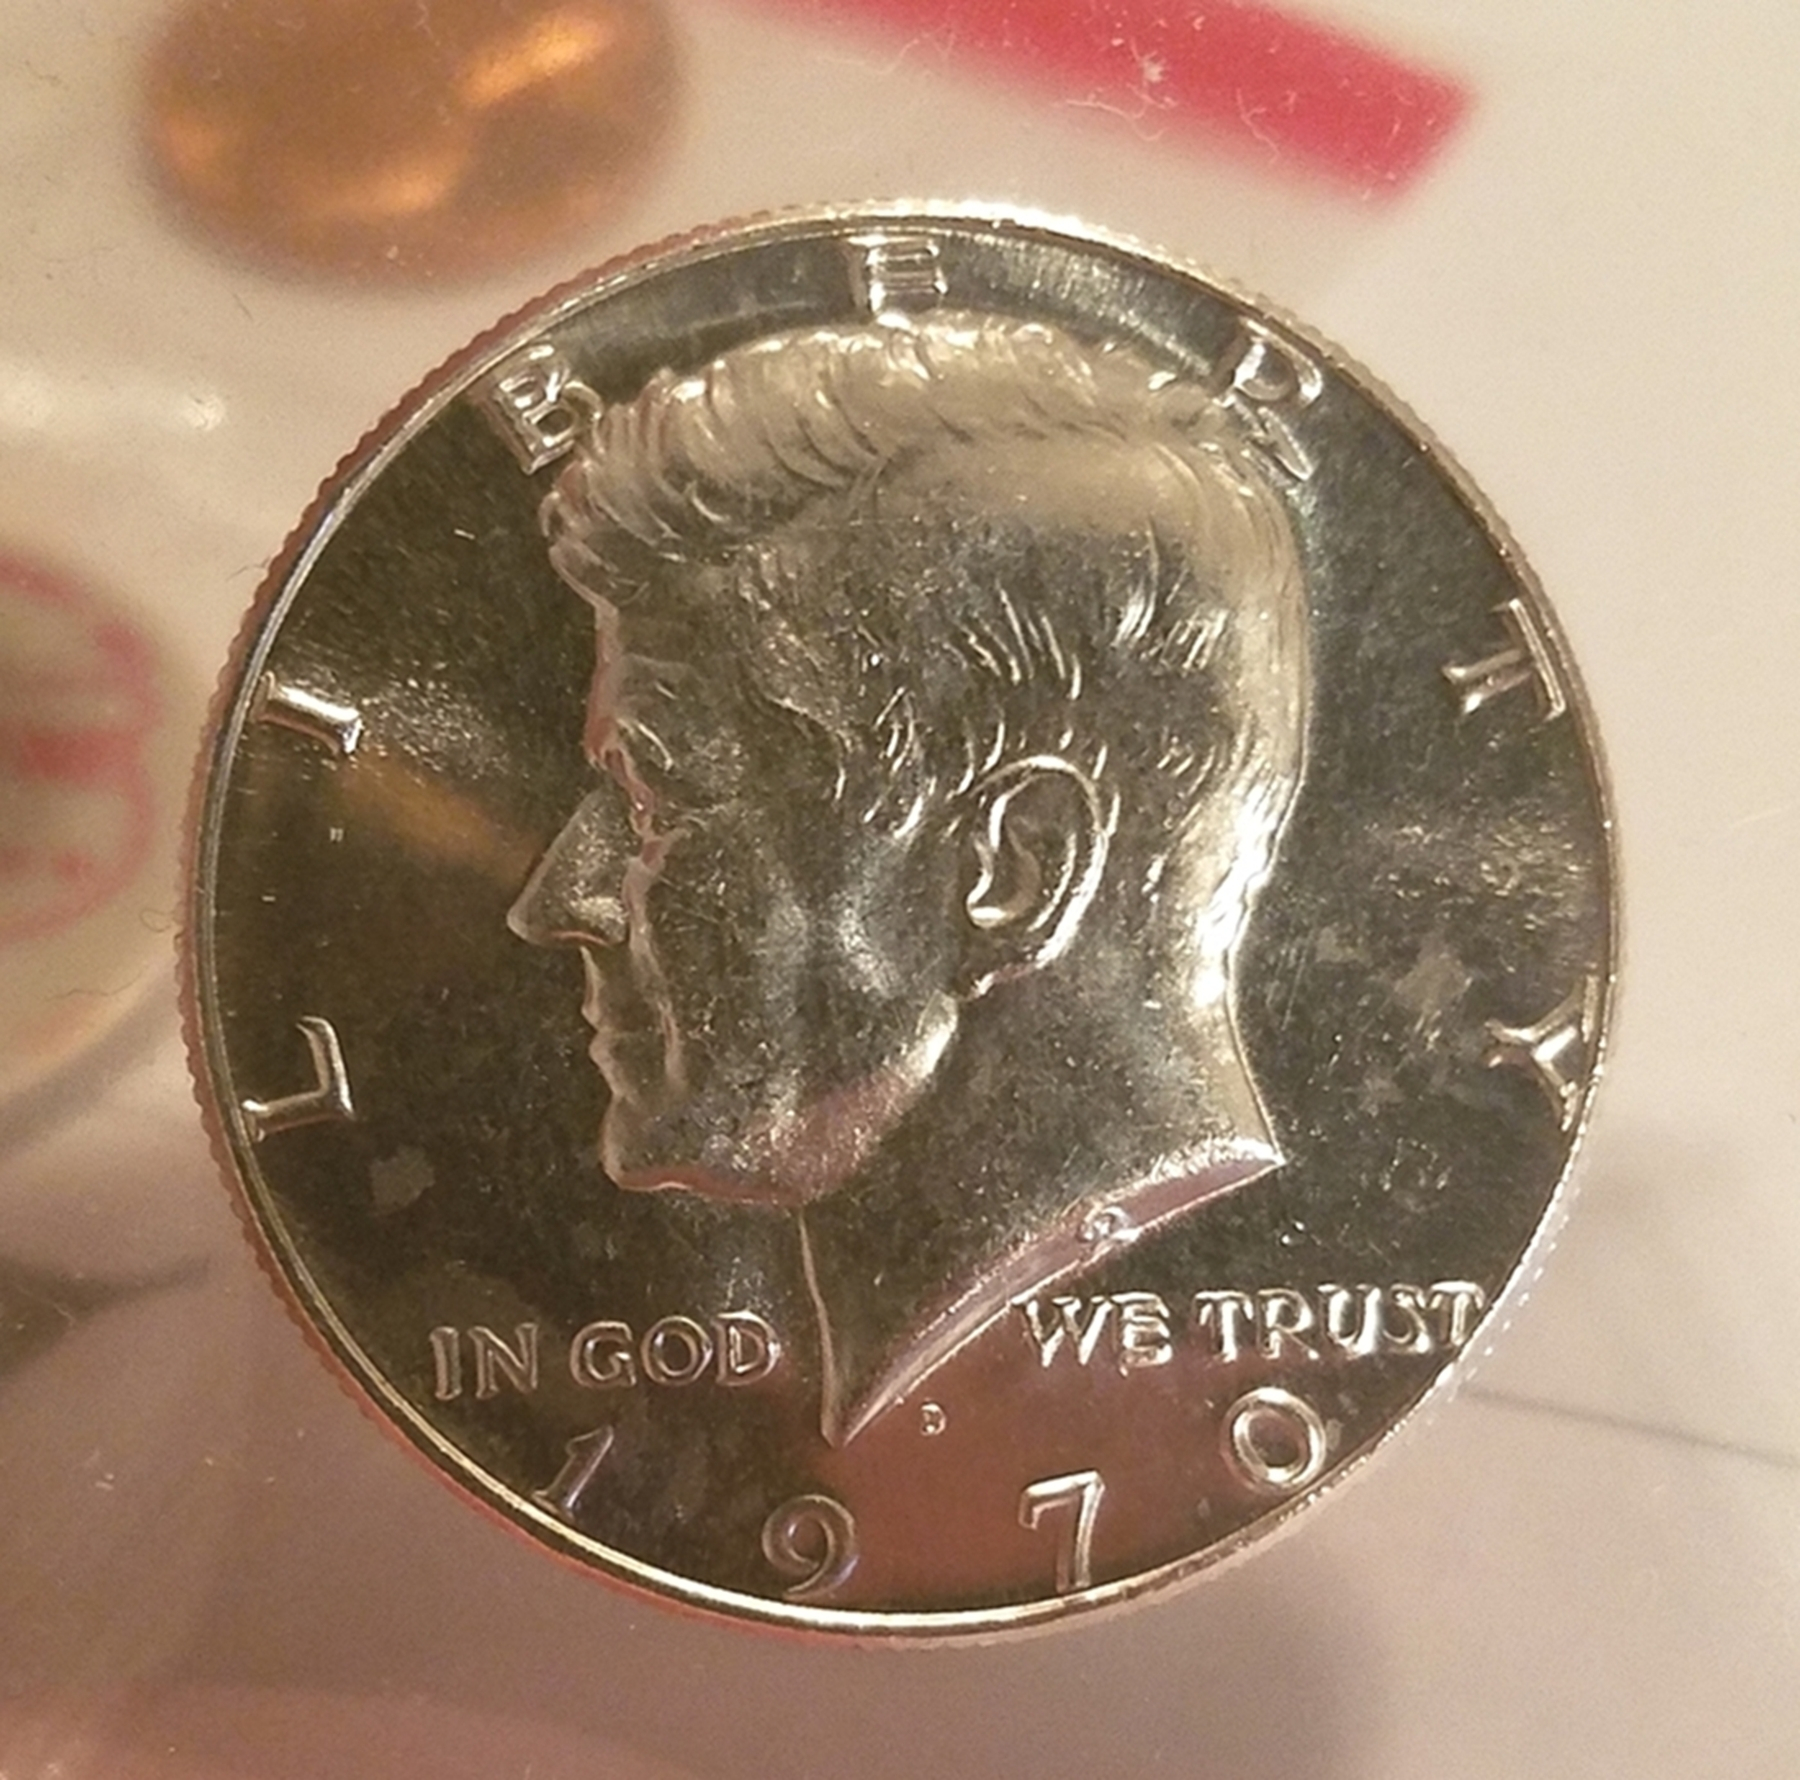 LIBERTY
IN GOD WE TRUST
D
1970